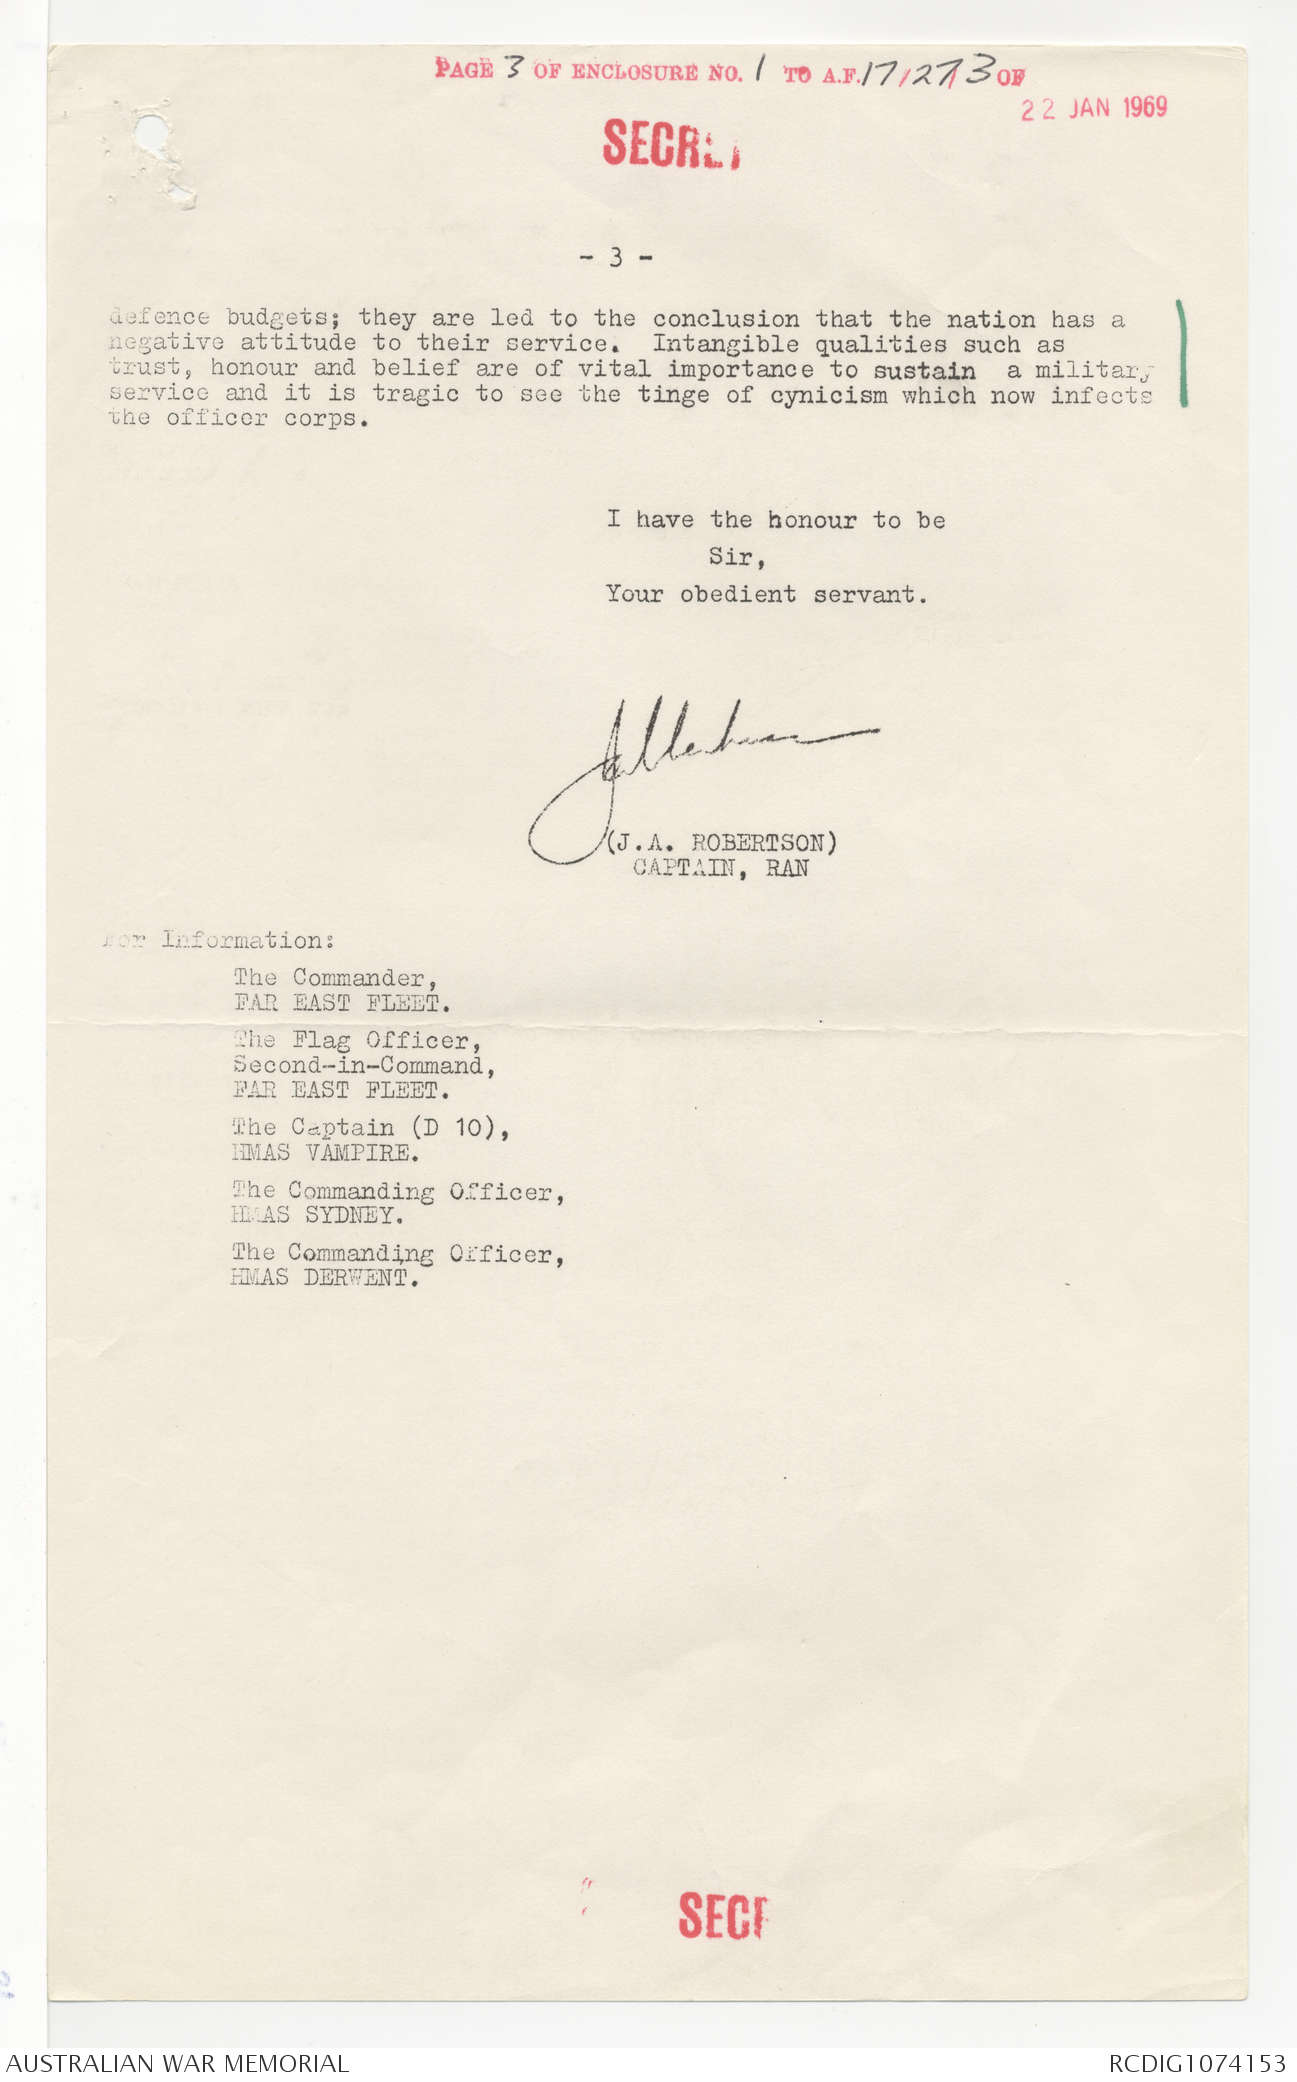 PAGE 3 OF ENCLOSURE NO. 1 TO A.F. 171/27/3 OF
22 JAN 1969
SECRET
- 3 -
defence budgets; they are led to the conclusion that the nation has a
negative attitude to their service.  Intangible qualities such as
trust, honour and belief are of vital importance to sustain  a military
service and it is tragic to see the tinge of cynicism which now infects
the officer corps.
I have the honour to be
Sir,
Your obedient servant.
(J.A. ROBERTSON)
CAPTAIN, RAN
For Information:
The Commander,
FAR EAST FLEET.
The Flag Officer,
Second-in-Command,
FAR EAST FLEET.
The Captain (D 10),
HMAS VAMPIRE.
The Commanding Officer,
HMAS SYDNEY.
The Commanding Officer,
HMAS DERWENT.
SECR
AUSTRALIAN WAR MEMORIAL
RCDIG1074153